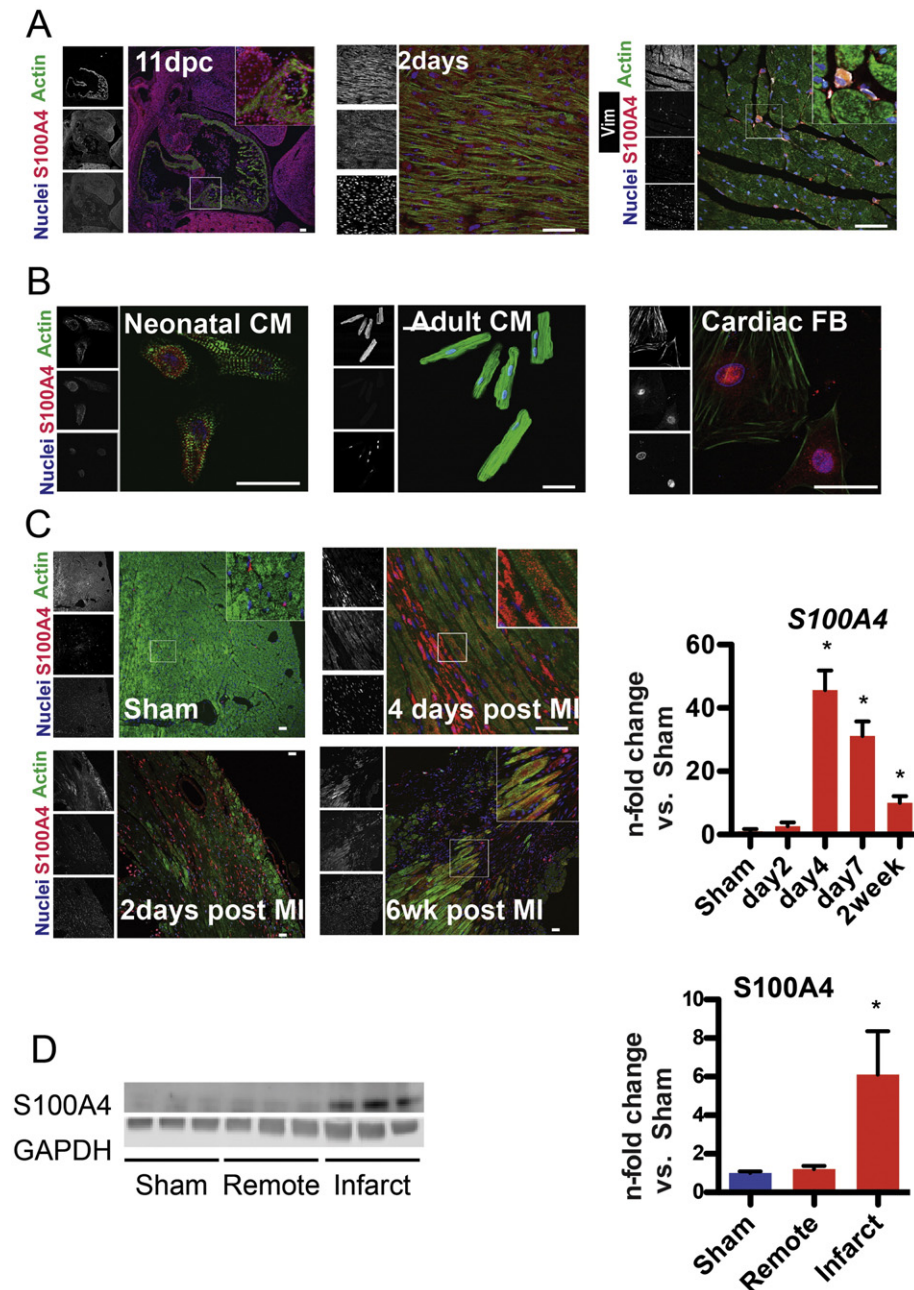 A
Nuclei S100A4 Actin
11dpc
2days
Vim
Nuclei S100A4 Actin
B
Nuclei S100A4 Actin
Neonatal CM
Adult CM
Cardiac FB
C
Nuclei S100A4 Actin
Sham
4 days post MI
Nuclei S100A4 Actin
2days post MI
6wk post MI
S100A4
n-fold change
vs. Sham
60
40
20
0
*
*
*
Sham
day2
day4
day7
2week
D
S100A4
GAPDH
Sham Remote Infarct
S100A4
n-fold change
vs. Sham
10
8
6
4
2
0
*
Sham
Remote
Infarct